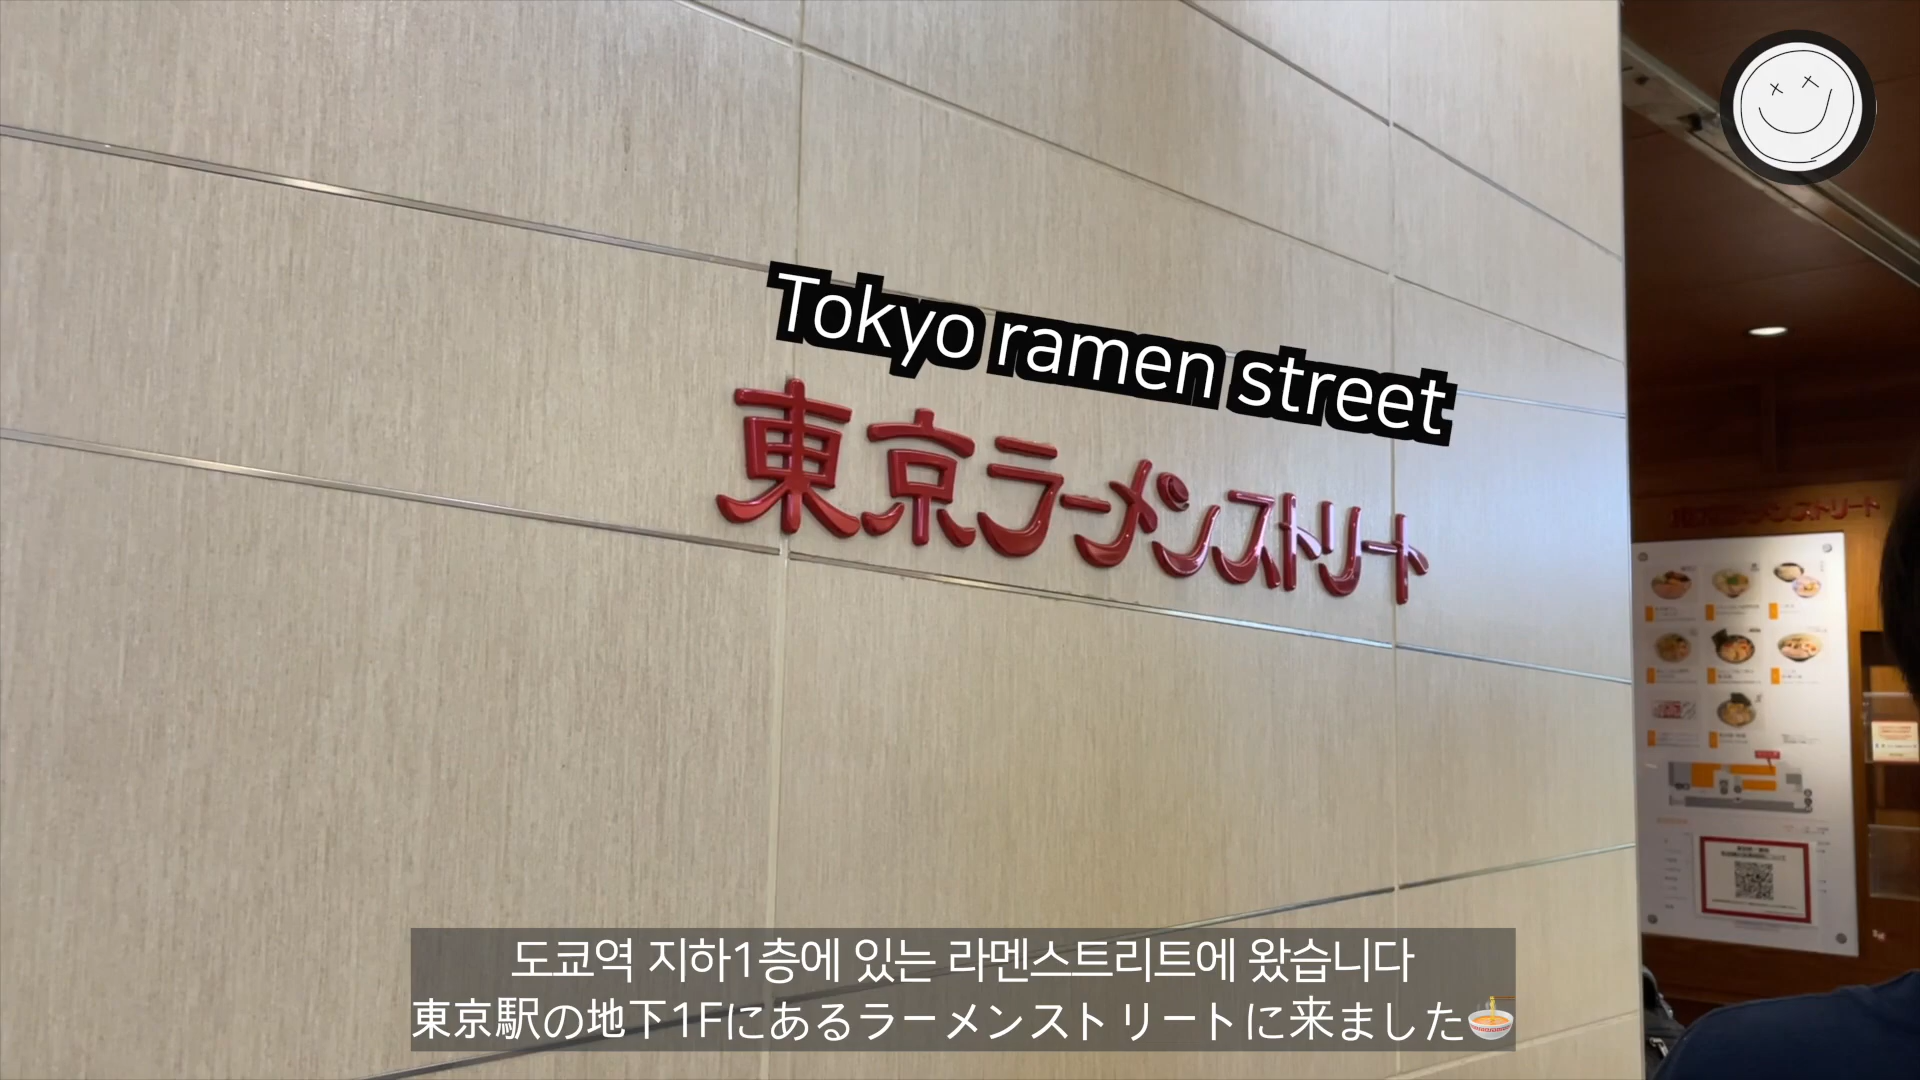 Tokyo ramen street
東京ラーメンストリート
도쿄역 지하1층에 있는 라멘스트리트에 왔습니다
東京駅の地下1Fにあるラーメンストリートに来ました🍜